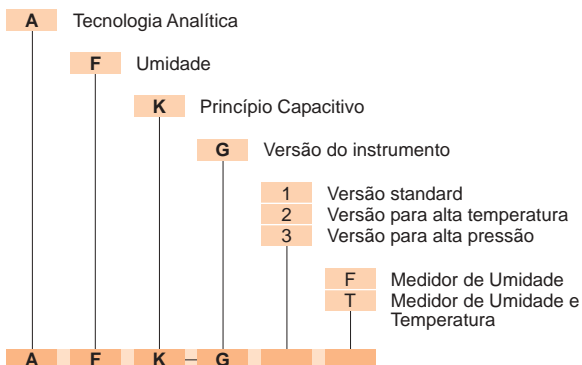 A Tecnologia Analítica
F Umidade
K Princípio Capacitivo
G Versão do instrumento
1 Versão standard
2 Versão para alta temperatura
3 Versão para alta pressão
F Medidor de Umidade
T Medidor de Umidade e
Temperatura
A F K – G